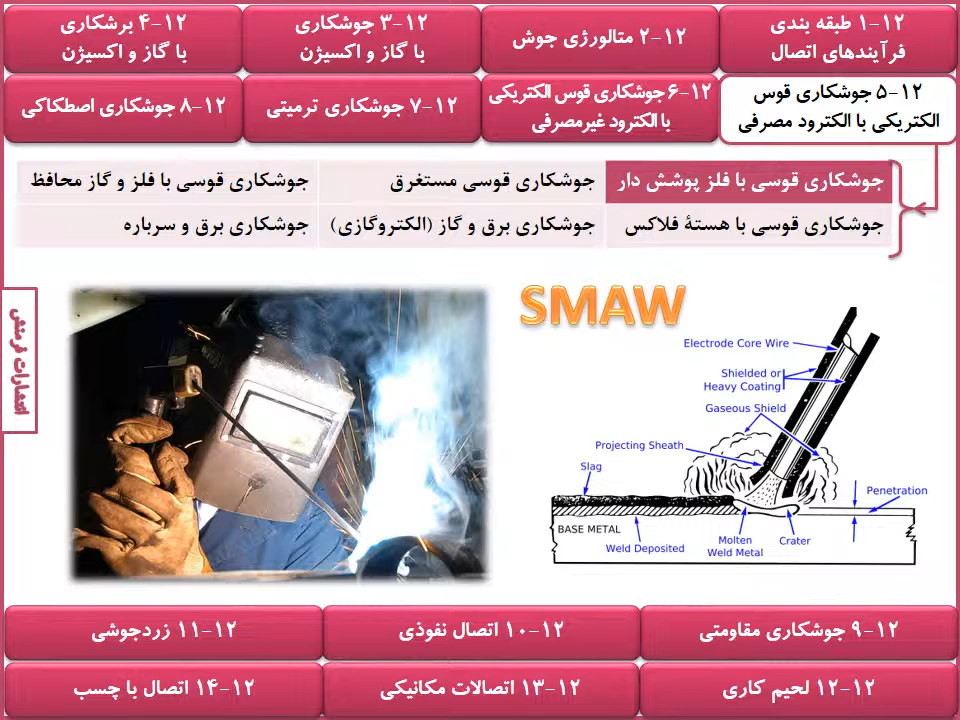 ۱-۱۲ طبقه بندی
فرآیندهای اتصال
۲-۱۲ متالورژی جوش
۳-۱۲ جوشکاری
با گاز و اکسیژن
۴-۱۲ برشکاری
با گاز و اکسیژن
۵-۱۲ جوشکاری قوس
الکتریکی با الکترود مصرفی
۶-۱۲ جوشکاری قوس الکتریکی
با الکترود غیرمصرفی
۷-۱۲ جوشکاری ترمیتی
۸-۱۲ جوشکاری اصطکاکی
جوشکاری قوسی با فلز پوشش دار
جوشکاری قوسی مستغرق
جوشکاری قوسی با فلز و گاز محافظ
جوشکاری قوسی با هستهٔ فلاکس
جوشکاری برق و گاز (الکتروگازی)
جوشکاری برق و سرباره
SMAW
Electrode Core Wire
Shielded or
Heavy Coating
Gaseous Shield
Projecting Sheath
Slag
Penetration
BASE METAL
Weld Deposited
Molten
Weld Metal
Crater
انتشارات فرمنش
۹-۱۲ جوشکاری مقاومتی
۱۰-۱۲ اتصال نفوذی
۱۱-۱۲ زردجوشی
۱۲-۱۲ لحیم کاری
۱۳-۱۲ اتصالات مکانیکی
۱۴-۱۲ اتصال با چسب